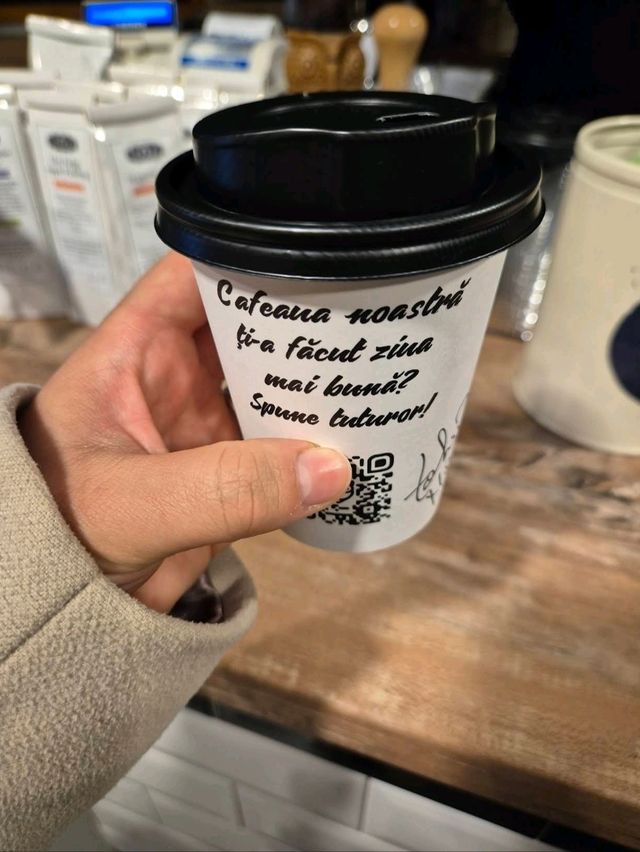 Cafeaua noastră
ți-a făcut ziua
mai bună?
Spune tuturor!